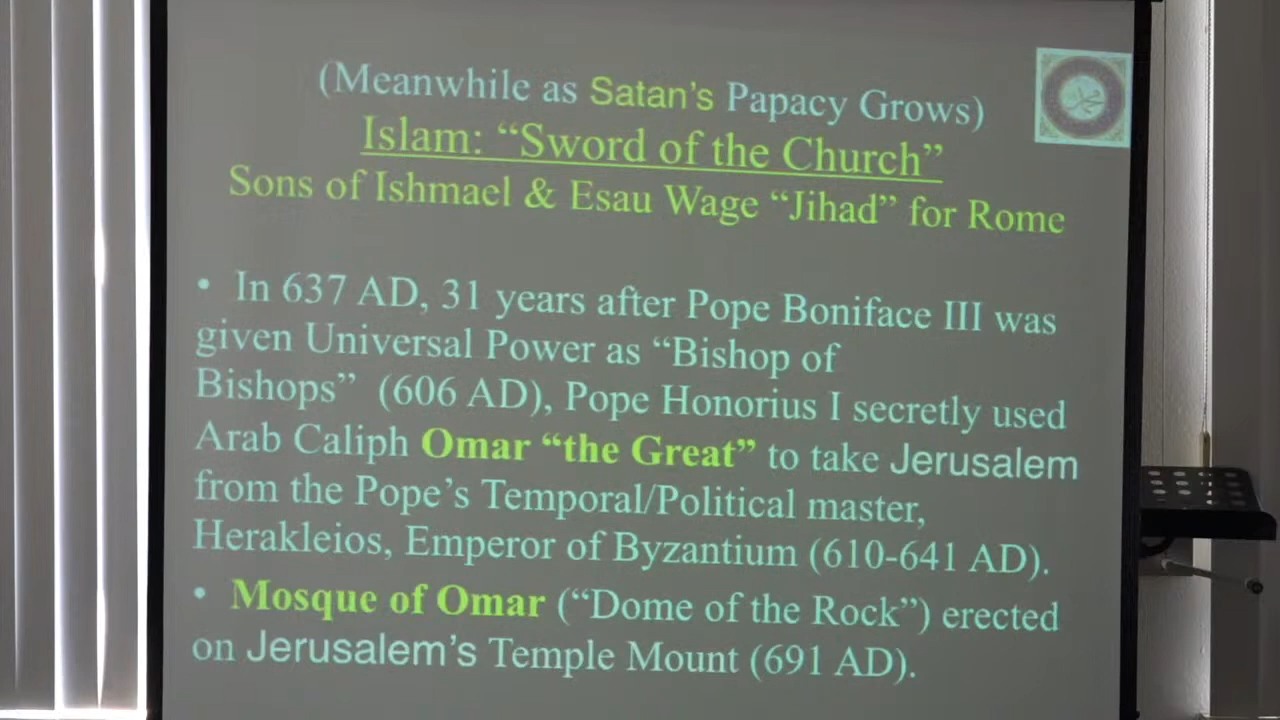 (Meanwhile as Satan's Papacy Grows)
Islam: “Sword of the Church”
Sons of Ishmael & Esau Wage “Jihad” for Rome
• In 637 AD, 31 years after Pope Boniface III was
given Universal Power as “Bishop of
Bishops” (606 AD), Pope Honorius I secretly used
Arab Caliph Omar “the Great” to take Jerusalem
from the Pope's Temporal/Political master,
Herakleios, Emperor of Byzantium (610-641 AD).
• Mosque of Omar (“Dome of the Rock”) erected
on Jerusalem's Temple Mount (691 AD).